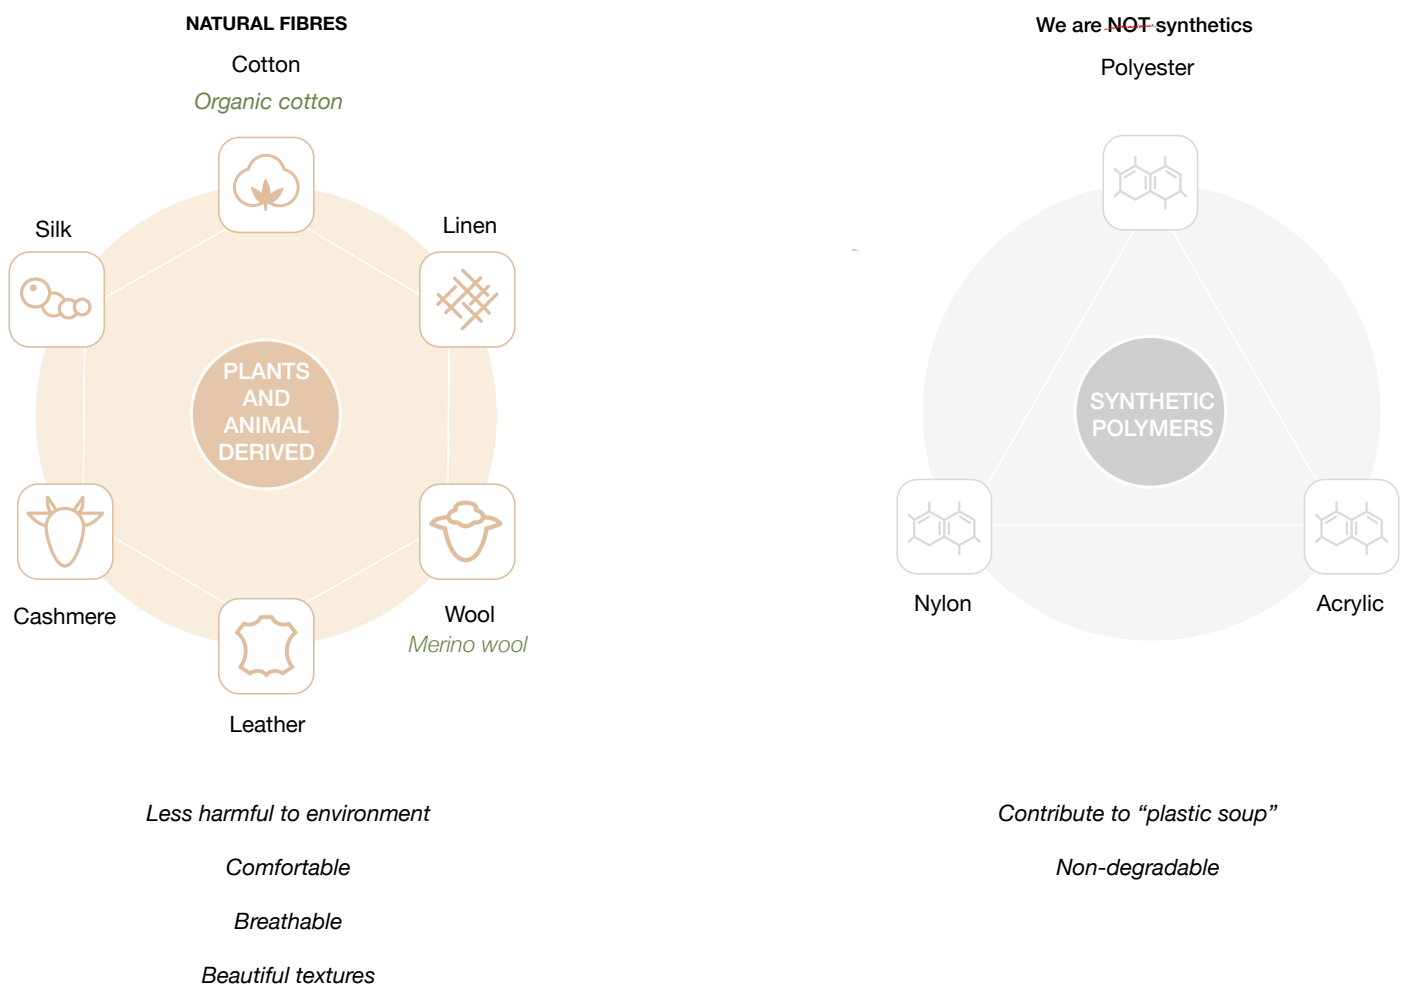 NATURAL FIBRES
Cotton
Organic cotton
Silk
Linen
PLANTS
AND
ANIMAL
DERIVED
Cashmere
Wool
Merino wool
Leather
Less harmful to environment
Comfortable
Breathable
Beautiful textures
We are NOT synthetics
Polyester
SYNTHETIC
POLYMERS
Nylon
Acrylic
Contribute to “plastic soup”
Non-degradable